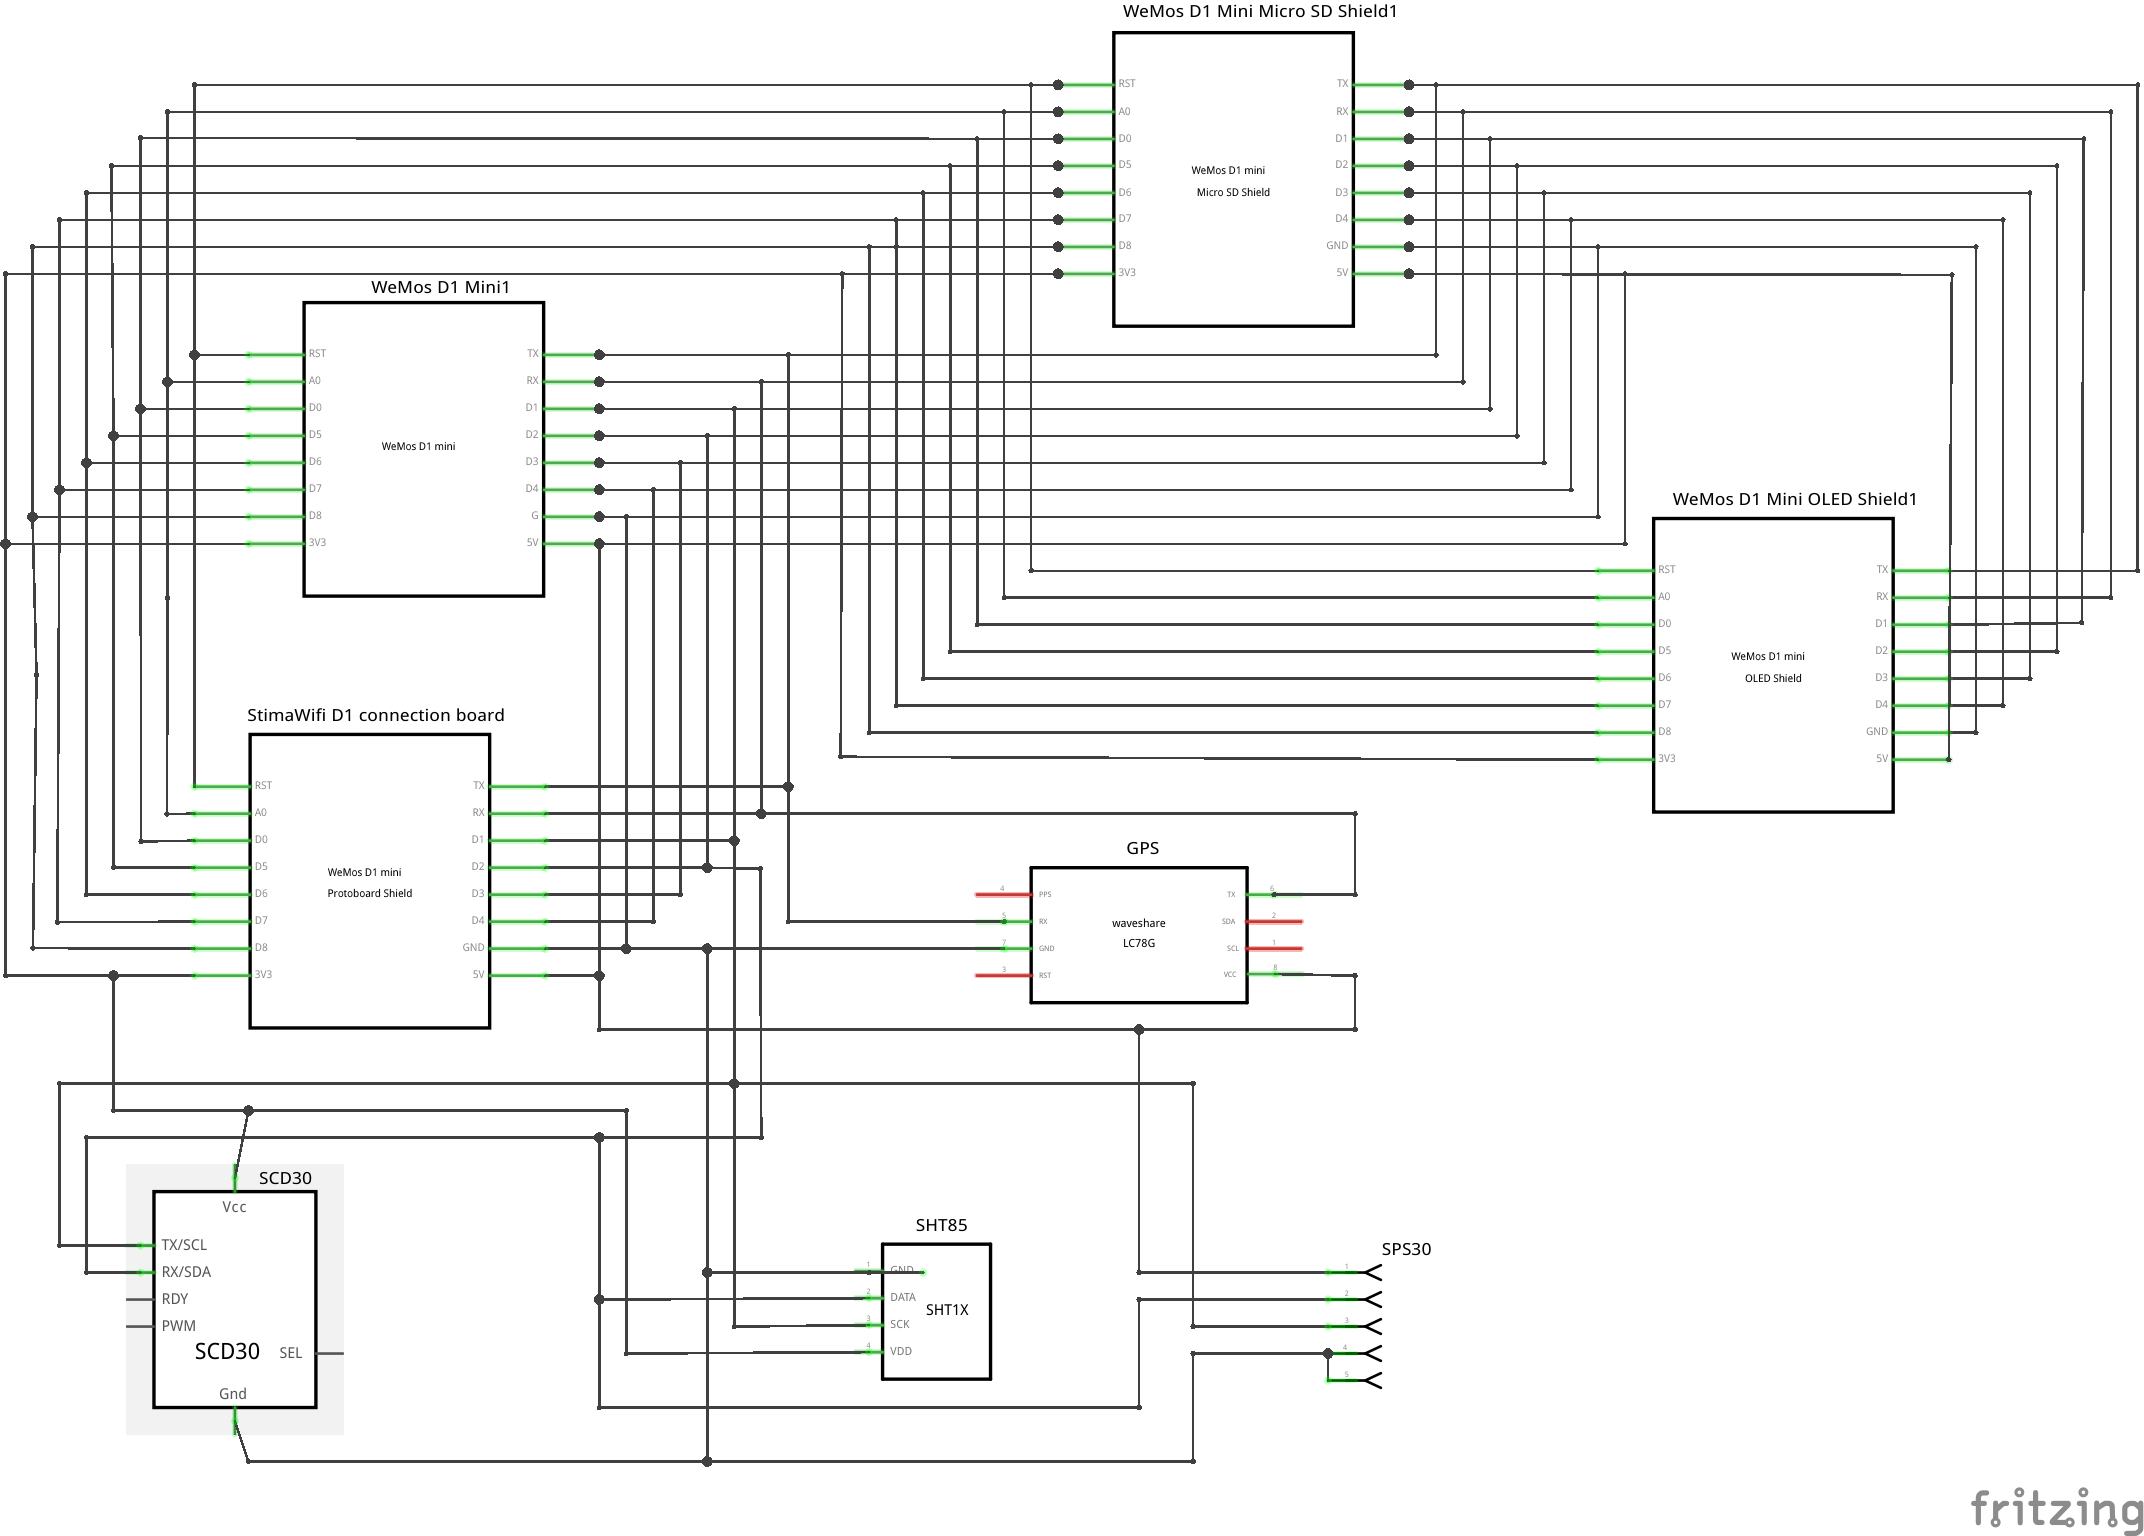 WeMos D1 Mini Micro SD Shield1
RST TX
A0 RX
D0 D1
D5 D2
WeMos D1 mini
D6 D3
Micro SD Shield
D7 D4
D8 GND
3V3 5V
WeMos D1 Mini1
RST TX
A0 RX
D0 D1
D5 D2
WeMos D1 mini
D6 D3
D7 D4
D8 G
3V3 5V
WeMos D1 Mini OLED Shield1
RST TX
A0 RX
D0 D1
D5 D2
WeMos D1 mini
D6 D3
OLED Shield
D7 D4
D8 GND
3V3 5V
StimaWifi D1 connection board
RST TX
A0 RX
D0 D1
D5 D2
WeMos D1 mini
D6 D3
Protoboard Shield
D7 D4
D8 GND
3V3 5V
GPS
4 PPS TX 6
5 RX SDA 2
waveshare
LC78G
7 GND SCL 1
3 RST VCC 8
SCD30
Vcc
TX/SCL
RX/SDA
RDY
PWM
SCD30 SEL
Gnd
SHT85
1 GND
2 DATA
SHT1X
3 SCK
4 VDD
SPS30
1
2
3
4
5
fritzing